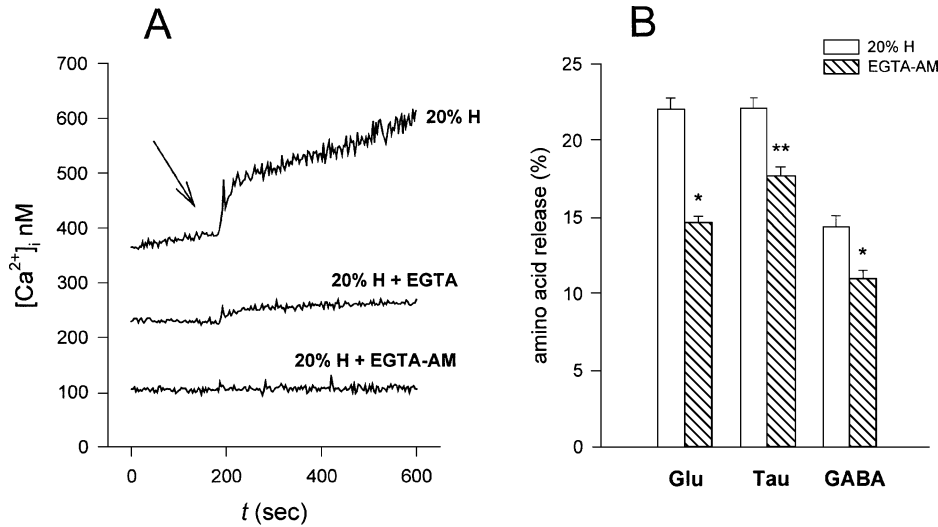 A
700
600
500
400
300
200
100
0
[Ca2+]i nM
20% H
20% H + EGTA
20% H + EGTA-AM
0 200 400 600
t (sec)
B
20% H
EGTA-AM
25
20
15
10
5
0
amino acid release (%)
*
**
*
Glu Tau GABA